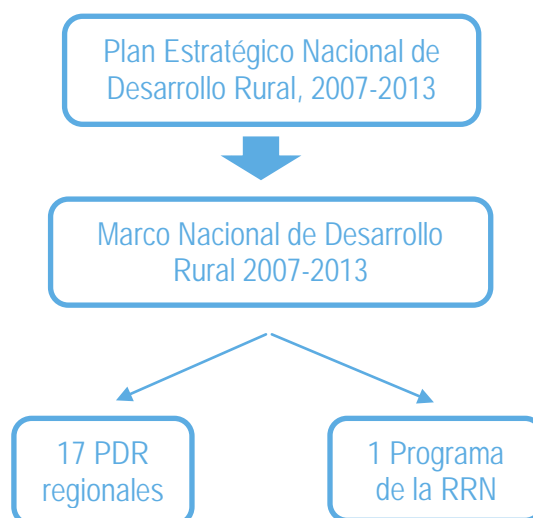 Plan Estratégico Nacional de
Desarrollo Rural, 2007-2013
Marco Nacional de Desarrollo
Rural 2007-2013
17 PDR
regionales
1 Programa
de la RRN